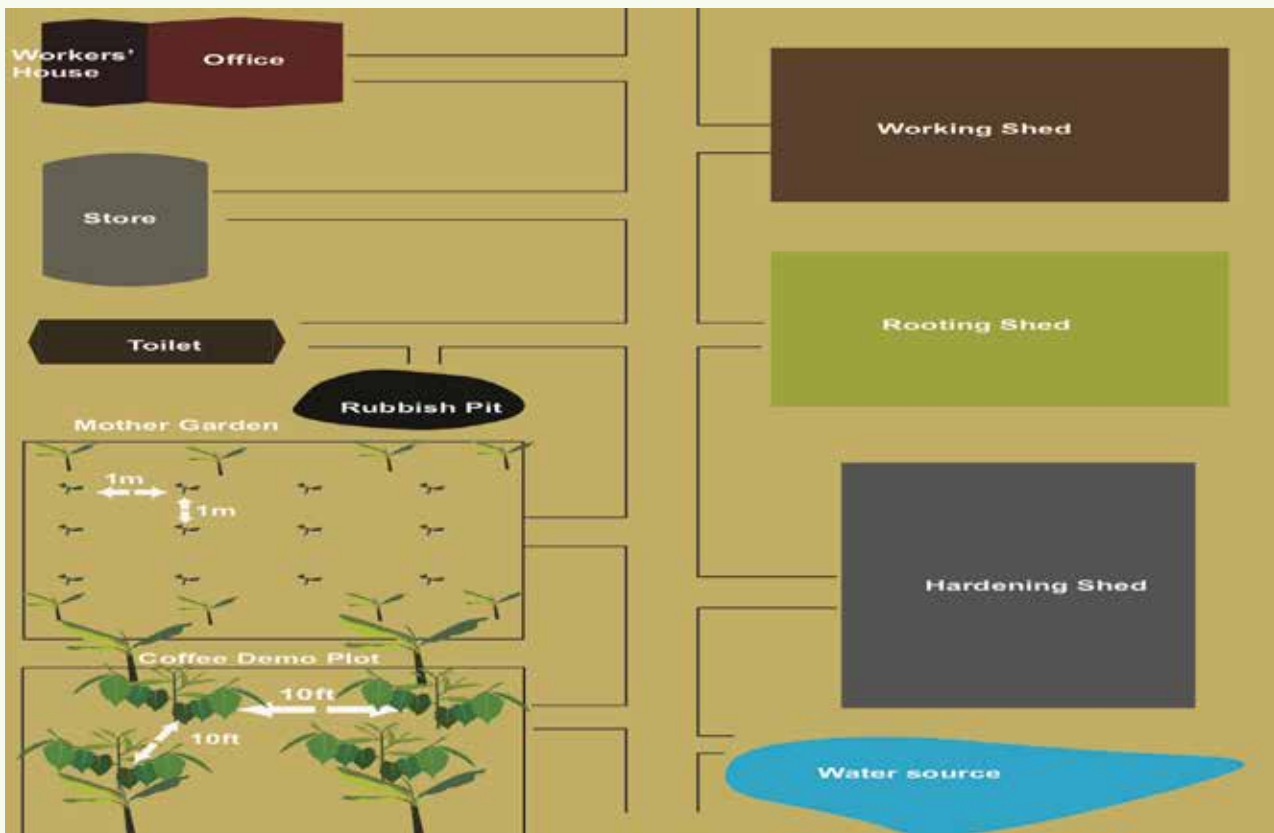 Workers'
House
Office
Working Shed
Store
Rooting Shed
Toilet
Rubbish Pit
Mother Garden
1m
1m
Hardening Shed
Coffee Demo Plot
10ft
10ft
Water source